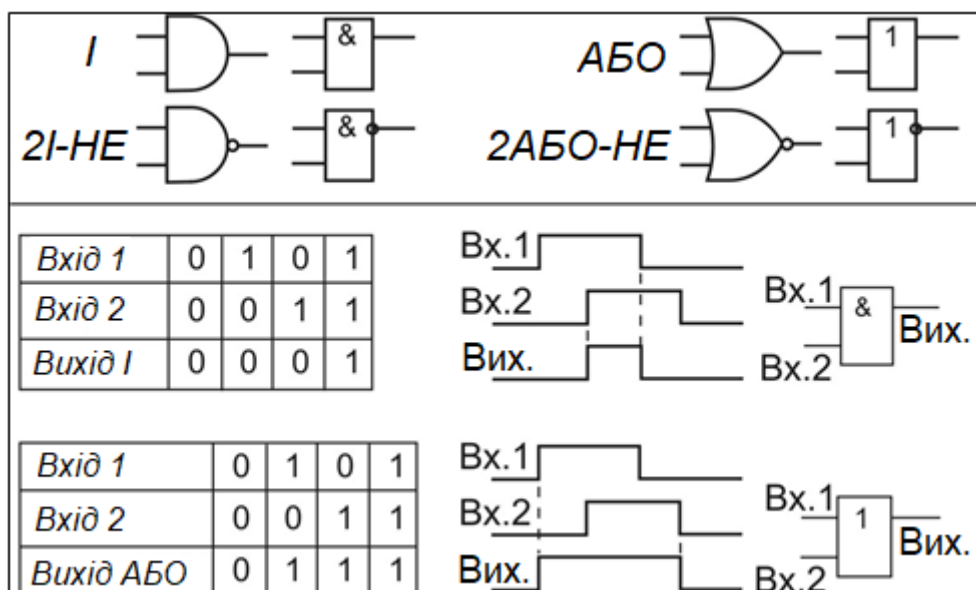 І & АБО 1
2І-НЕ & 2АБО-НЕ 1
Вхід 1 0 1 0 1
Вхід 2 0 0 1 1
Вихід І 0 0 0 1
Вх.1
Вх.2
Вих.
Вх.1 & Вих.
Вх.2
Вхід 1 0 1 0 1
Вхід 2 0 0 1 1
Вихід АБО 0 1 1 1
Вх.1
Вх.2
Вих.
Вх.1 1 Вих.
Вх.2